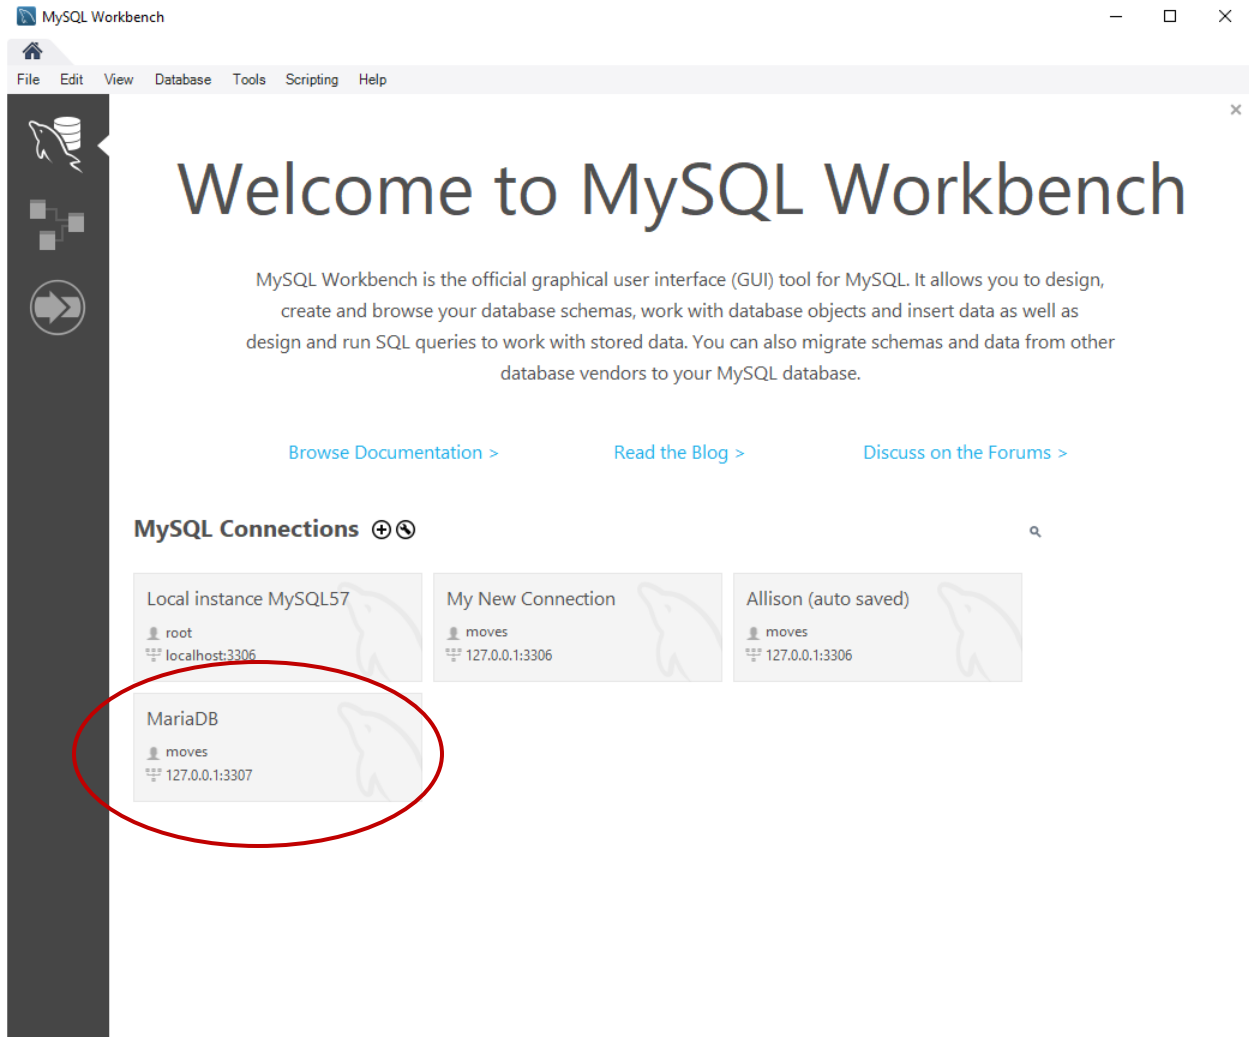 MySQL Workbench
File Edit View Database Tools Scripting Help
Welcome to MySQL Workbench
MySQL Workbench is the official graphical user interface (GUI) tool for MySQL. It allows you to design,
create and browse your database schemas, work with database objects and insert data as well as
design and run SQL queries to work with stored data. You can also migrate schemas and data from other
database vendors to your MySQL database.
Browse Documentation > Read the Blog > Discuss on the Forums >
MySQL Connections
Local instance MySQL57
root
localhost:3306
My New Connection
moves
127.0.0.1:3306
Allison (auto saved)
moves
127.0.0.1:3306
MariaDB
moves
127.0.0.1:3307